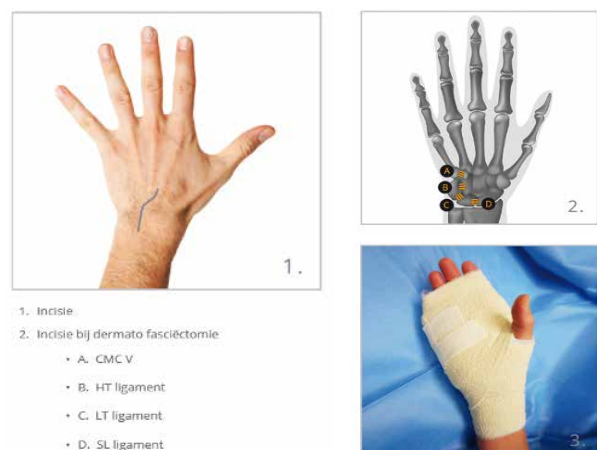 1.
A
B
C
D
2.
1. Incisie
2. Incisie bij dermato fasciëctomie
• A. CMC V
• B. HT ligament
• C. LT ligament
• D. SL ligament
3.